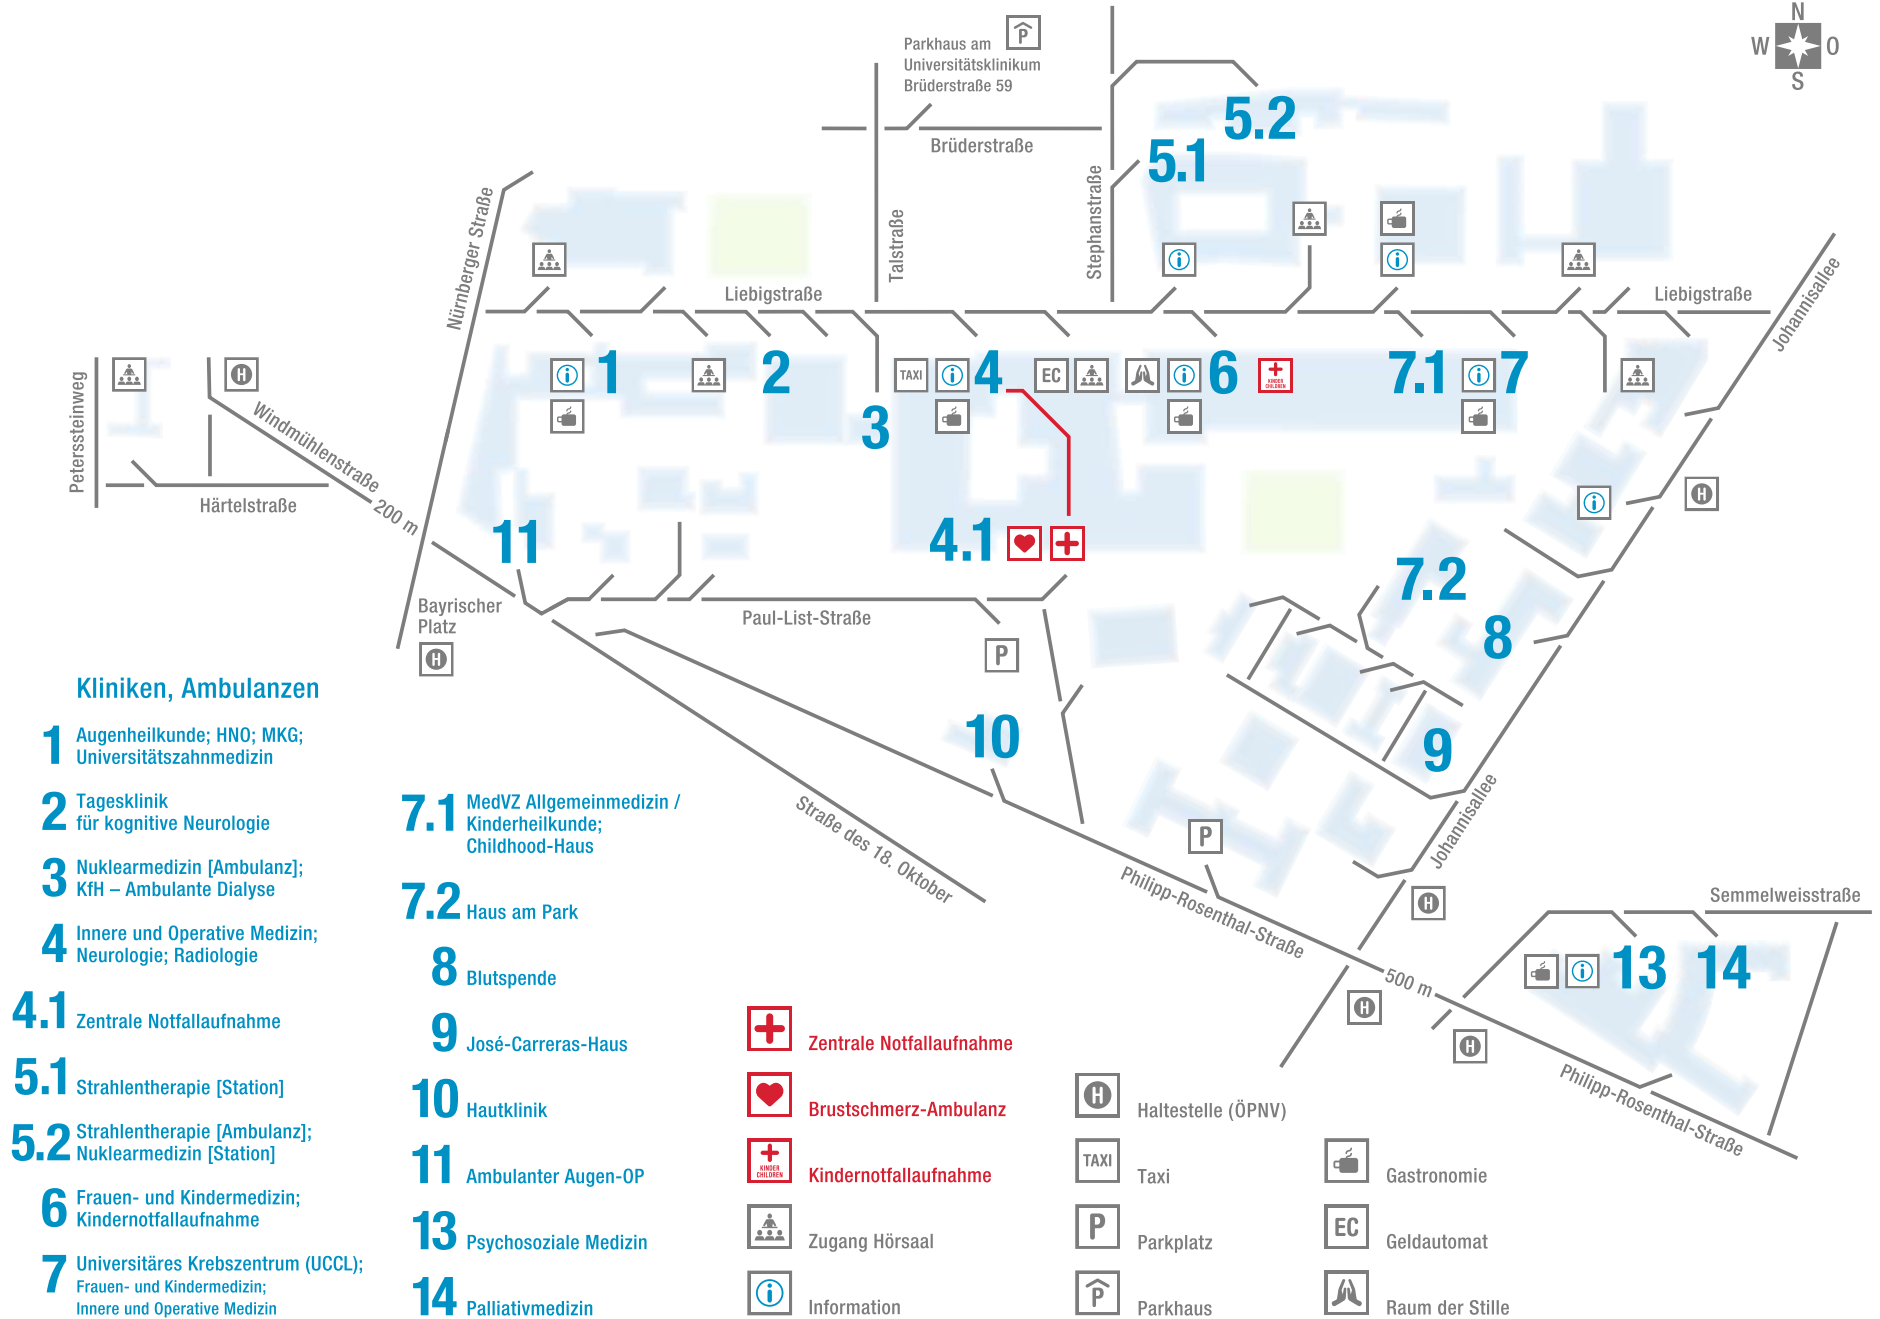 N
W O
S
P
Parkhaus am
Universitätsklinikum
Brüderstraße 59
Brüderstraße
5.2
5.1
Nürnberger Straße
Talstraße
Stephanstraße
Liebigstraße
Liebigstraße
Johannisallee
Peterssteinweg
H
Windmühlenstraße
200 m
Härtelstraße
i
1
2
3
TAXI
i
4
EC
i
6
KINDER
CHILDREN
7.1
i
7
i
i
i
H
11
4.1
7.2
8
Bayrischer
Platz
H
Paul-List-Straße
P
10
9
P
Straße des 18. Oktober
Philipp-Rosenthal-Straße
Johannisallee
H
H
500 m
H
Semmelweisstraße
i
13
14
Philipp-Rosenthal-Straße
Kliniken, Ambulanzen
1 Augenheilkunde; HNO; MKG;
Universitätszahnmedizin
2 Tagesklinik
für kognitive Neurologie
3 Nuklearmedizin [Ambulanz];
KfH – Ambulante Dialyse
4 Innere und Operative Medizin;
Neurologie; Radiologie
4.1 Zentrale Notfallaufnahme
5.1 Strahlentherapie [Station]
5.2 Strahlentherapie [Ambulanz];
Nuklearmedizin [Station]
6 Frauen- und Kindermedizin;
Kindernotfallaufnahme
7 Universitäres Krebszentrum (UCCL);
Frauen- und Kindermedizin;
Innere und Operative Medizin
7.1 MedVZ Allgemeinmedizin /
Kinderheilkunde;
Childhood-Haus
7.2 Haus am Park
8 Blutspende
9 José-Carreras-Haus
10 Hautklinik
11 Ambulanter Augen-OP
13 Psychosoziale Medizin
14 Palliativmedizin
Zentrale Notfallaufnahme
Brustschmerz-Ambulanz
KINDER
CHILDREN
Kindernotfallaufnahme
Zugang Hörsaal
i Information
H Haltestelle (ÖPNV)
TAXI Taxi
P Parkplatz
P Parkhaus
Gastronomie
EC Geldautomat
Raum der Stille